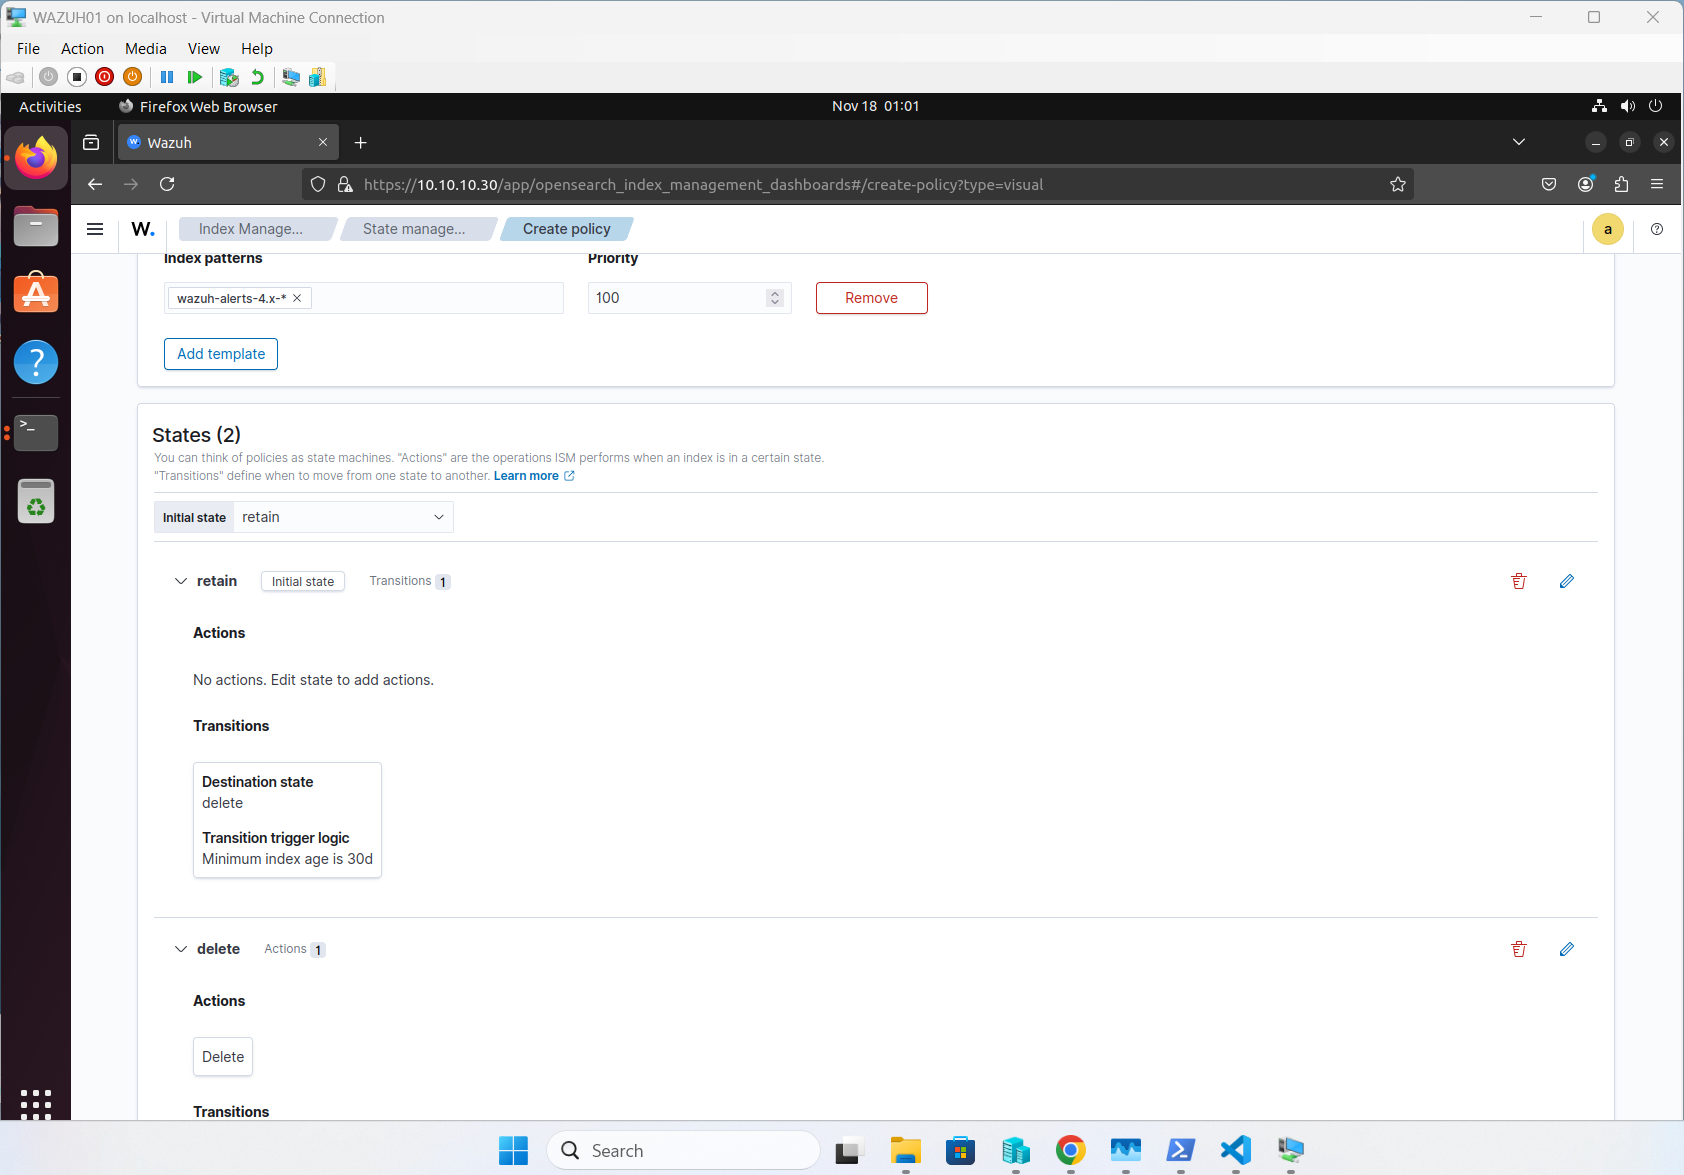 WAZUH01 on localhost - Virtual Machine Connection
File Action Media View Help
Activities Firefox Web Browser Nov 18 01:01
Wazuh
https://10.10.10.30/app/opensearch_index_management_dashboards#/create-policy?type=visual
W. Index Manage... State manage... Create policy a
Index patterns Priority
wazuh-alerts-4.x-* 100 Remove
Add template
States (2)
You can think of policies as state machines. "Actions" are the operations ISM performs when an index is in a certain state.
"Transitions" define when to move from one state to another. Learn more
Initial state retain
retain Initial state Transitions 1
Actions
No actions. Edit state to add actions.
Transitions
Destination state
delete
Transition trigger logic
Minimum index age is 30d
delete Actions 1
Actions
Delete
Transitions
Search